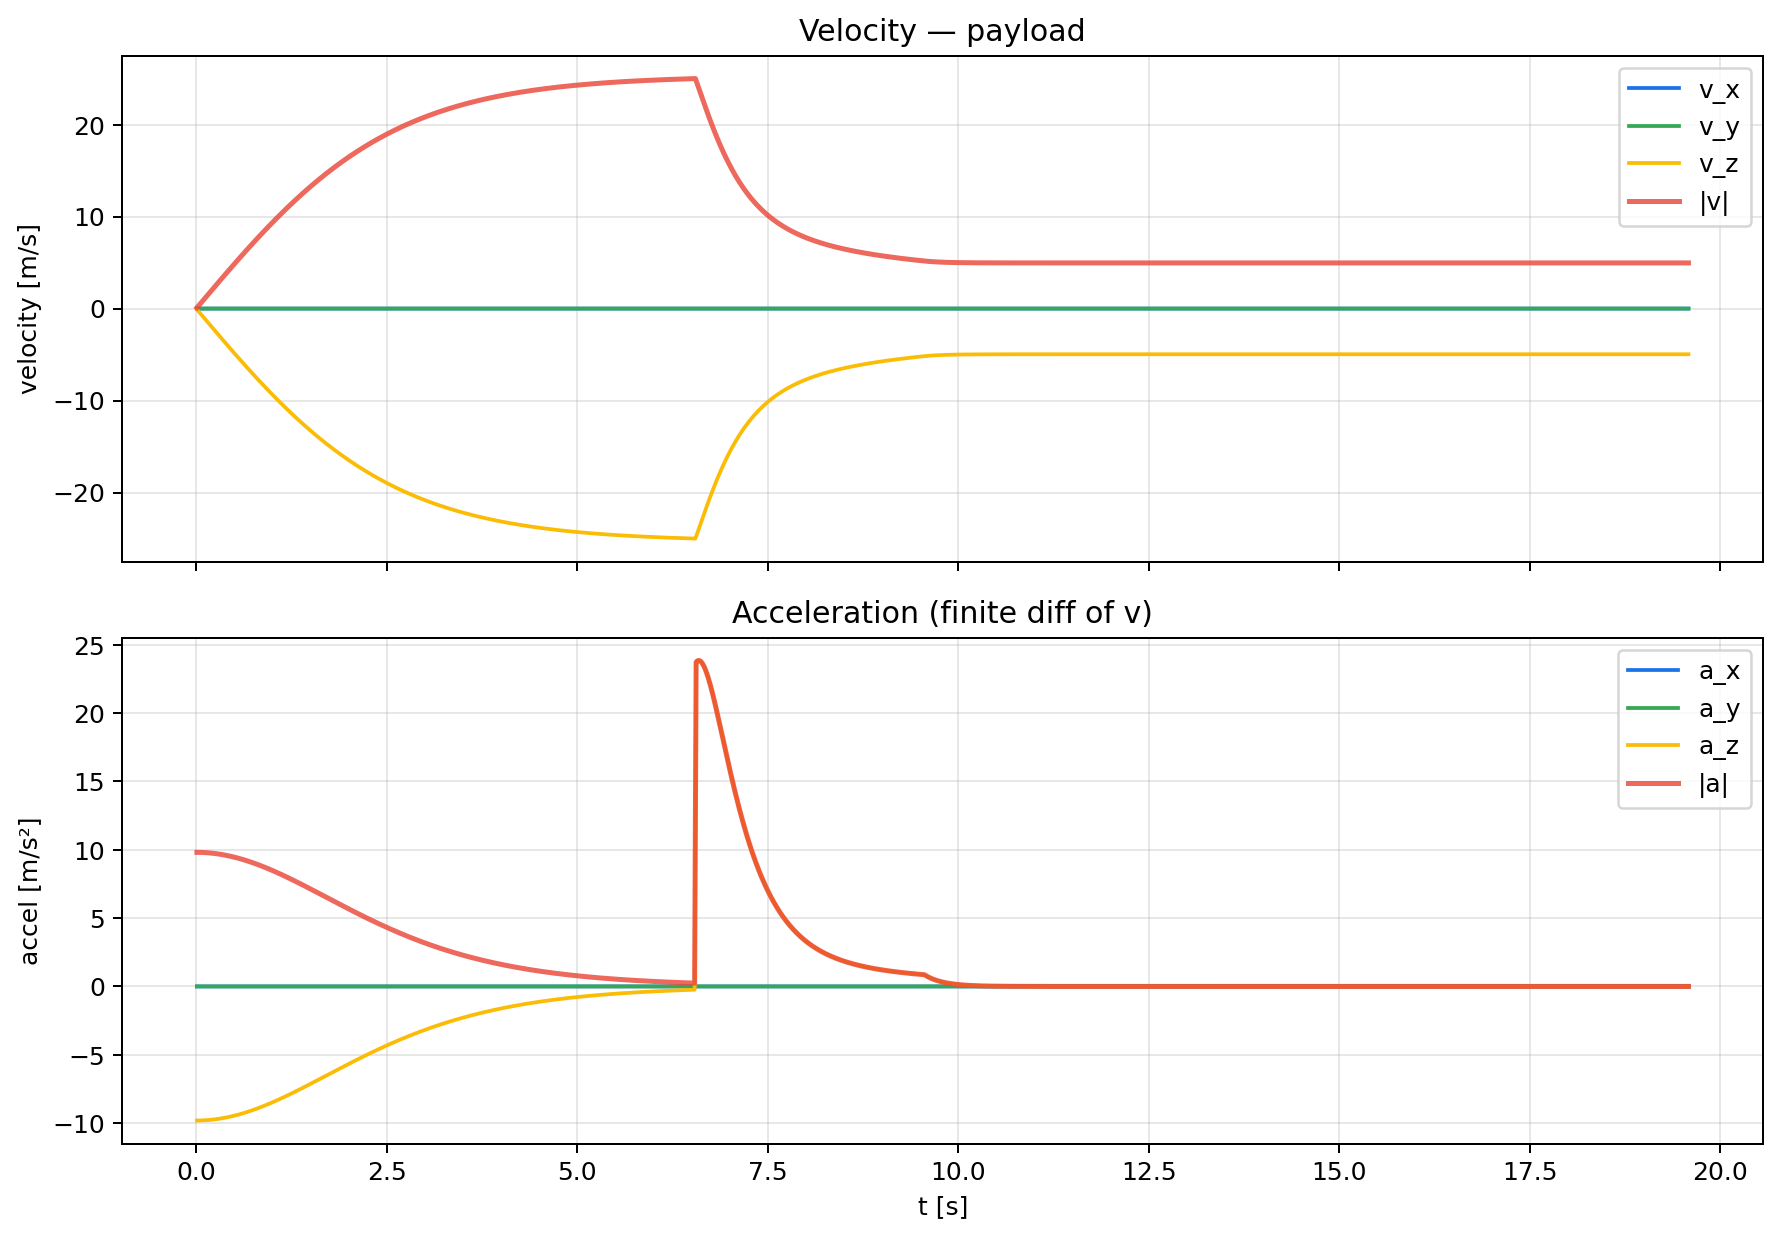 Velocity — payload
velocity [m/s]
20
10
0
−10
−20
v_x
v_y
v_z
|v|
Acceleration (finite diff of v)
accel [m/s²]
25
20
15
10
5
0
−5
−10
a_x
a_y
a_z
|a|
0.0 2.5 5.0 7.5 10.0 12.5 15.0 17.5 20.0
t [s]